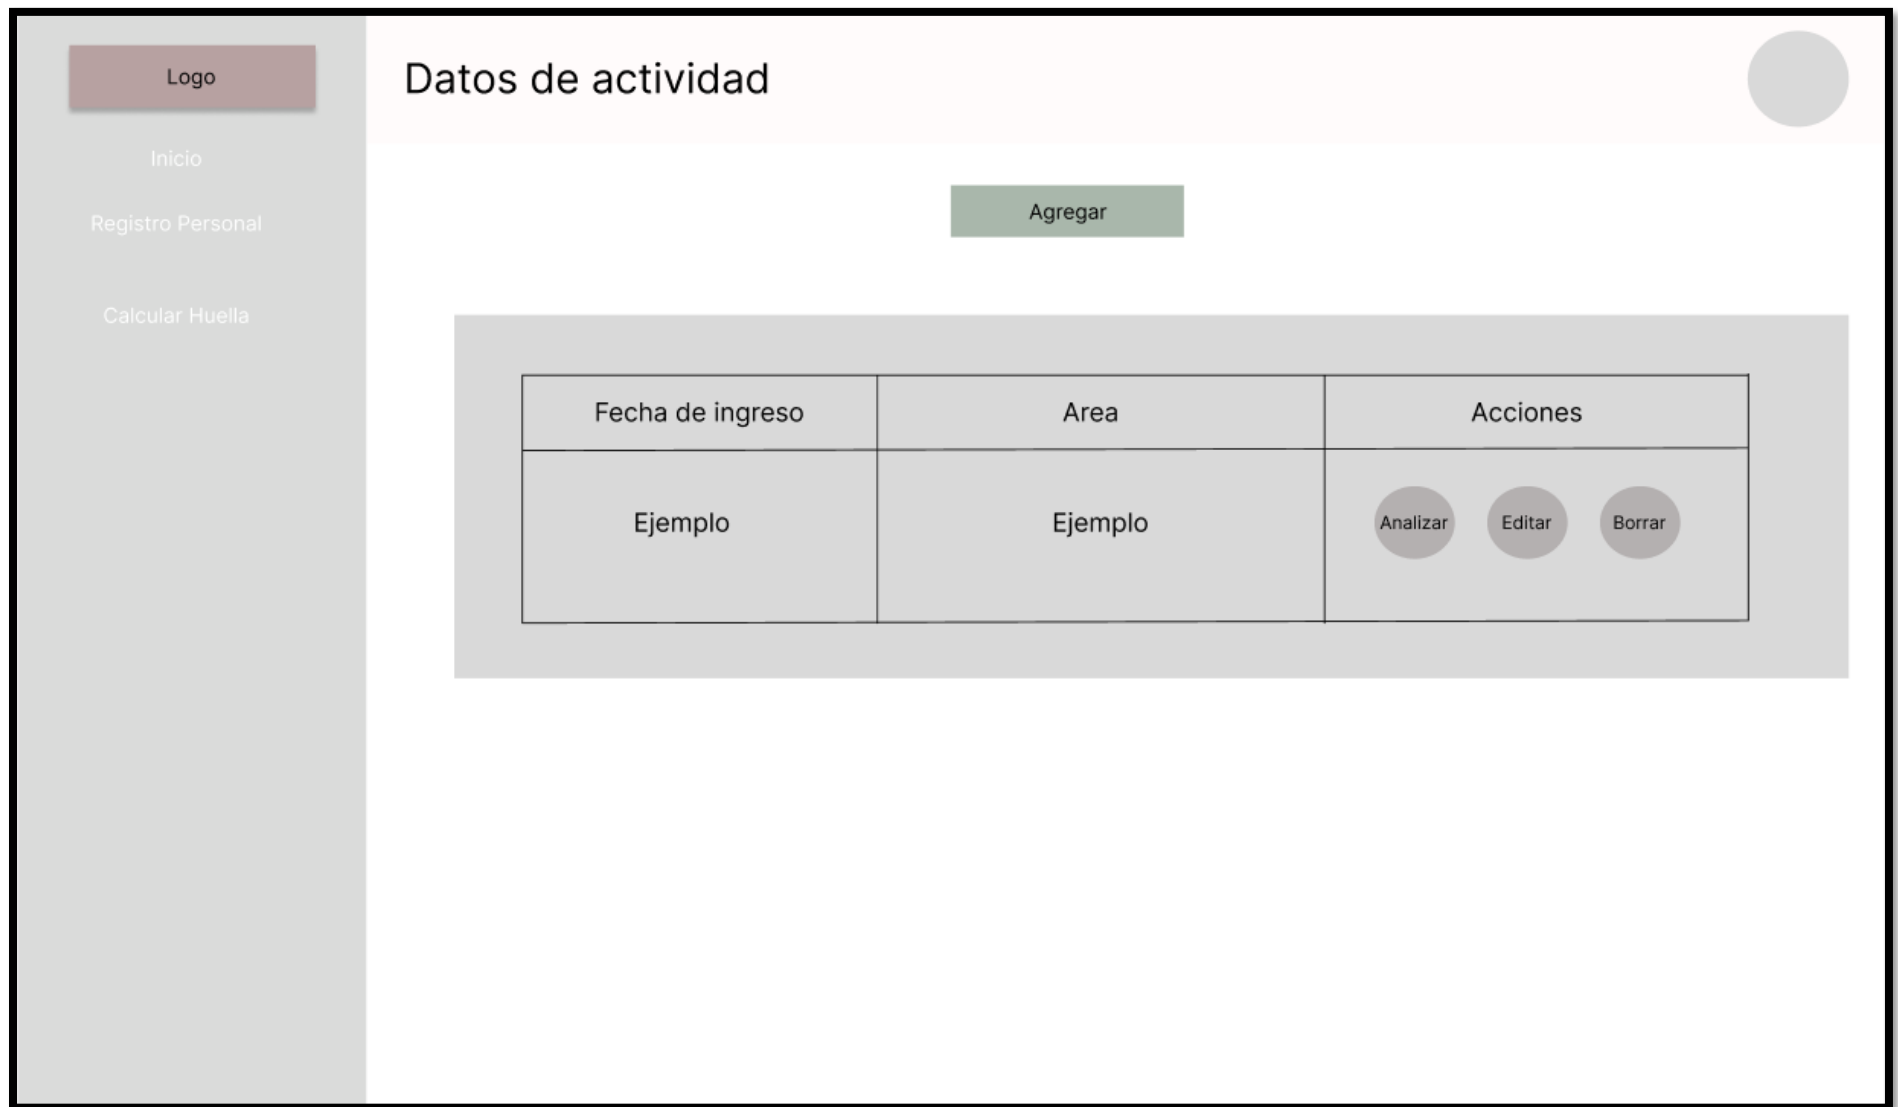 Logo
Inicio
Registro Personal
Calcular Huella
Datos de actividad
Agregar
Fecha de ingreso Area Acciones
Ejemplo Ejemplo Analizar Editar Borrar